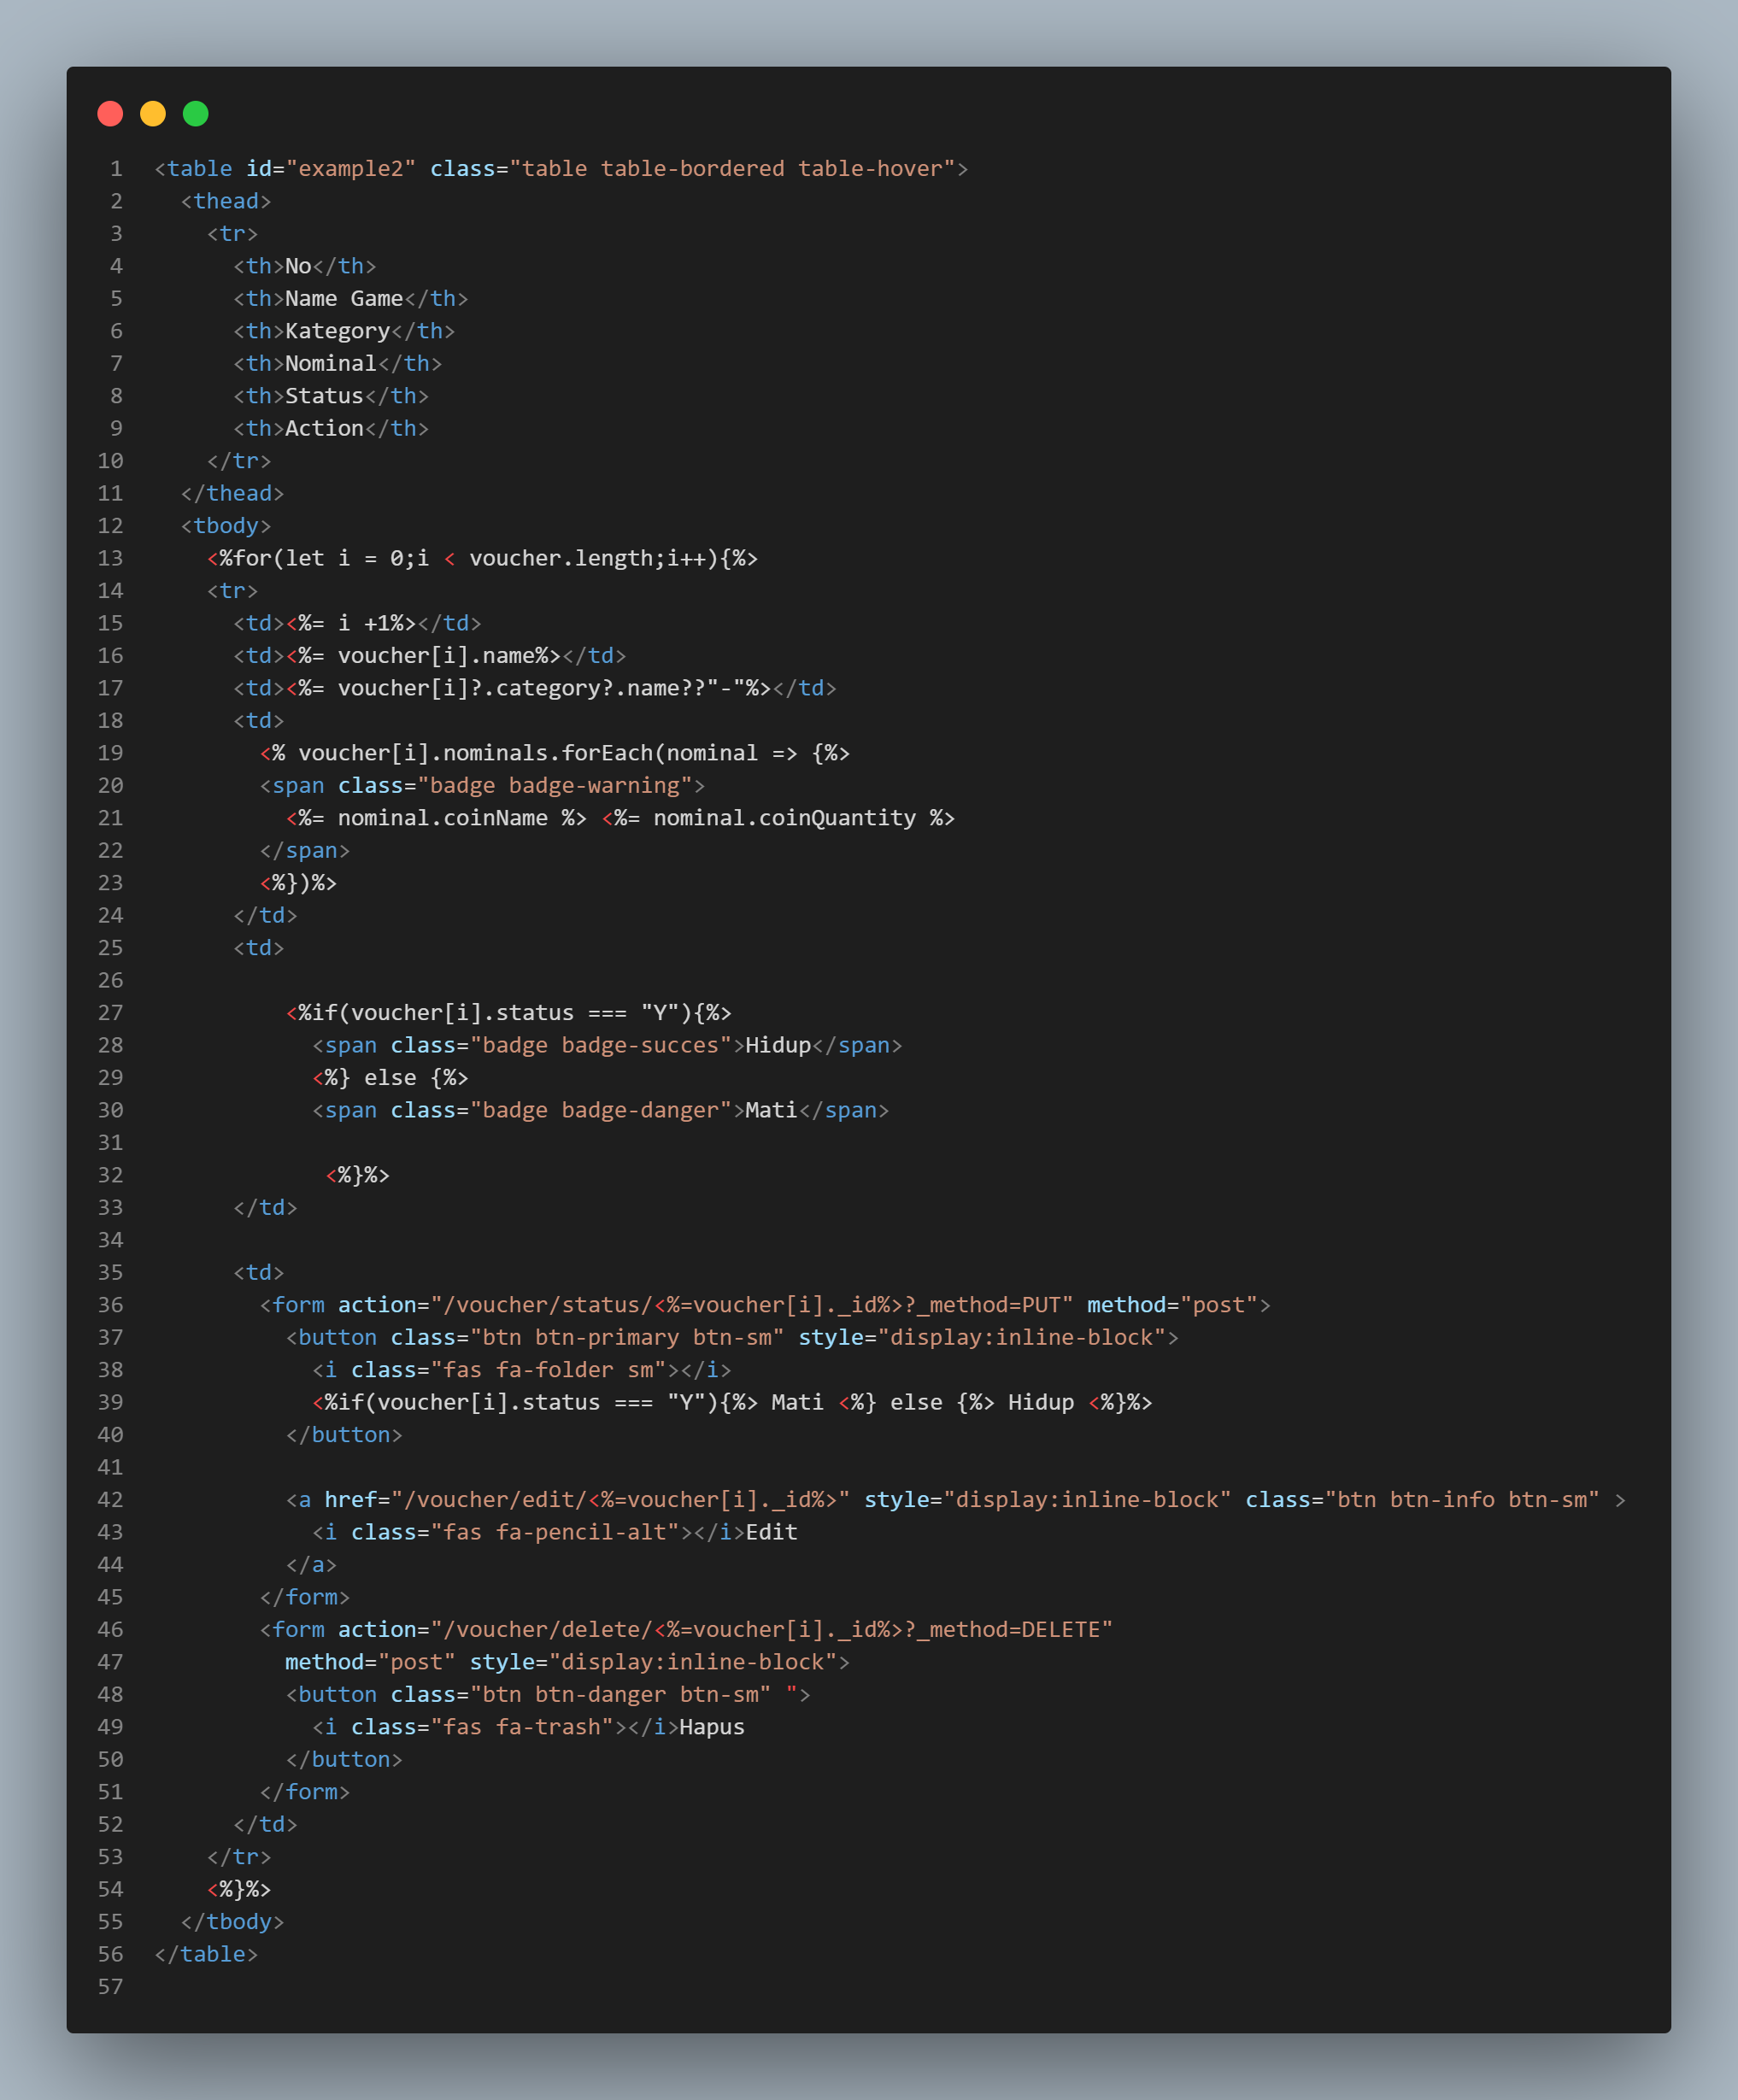 1 <table id="example2" class="table table-bordered table-hover">
2 <thead>
3 <tr>
4 <th>No</th>
5 <th>Name Game</th>
6 <th>Kategory</th>
7 <th>Nominal</th>
8 <th>Status</th>
9 <th>Action</th>
10 </tr>
11 </thead>
12 <tbody>
13 <%for(let i = 0;i < voucher.length;i++){%>
14 <tr>
15 <td><%= i +1%></td>
16 <td><%= voucher[i].name%></td>
17 <td><%= voucher[i]?.category?.name??"-"%></td>
18 <td>
19 <% voucher[i].nominals.forEach(nominal => {%>
20 <span class="badge badge-warning">
21 <%= nominal.coinName %> <%= nominal.coinQuantity %>
22 </span>
23 <%})%>
24 </td>
25 <td>
26
27 <%if(voucher[i].status === "Y"){%>
28 <span class="badge badge-succes">Hidup</span>
29 <%} else {%>
30 <span class="badge badge-danger">Mati</span>
31
32 <%}%>
33 </td>
34
35 <td>
36 <form action="/voucher/status/<%=voucher[i]._id%>?_method=PUT" method="post">
37 <button class="btn btn-primary btn-sm" style="display:inline-block">
38 <i class="fas fa-folder sm"></i>
39 <%if(voucher[i].status === "Y"){%> Mati <%} else {%> Hidup <%}%>
40 </button>
41
42 <a href="/voucher/edit/<%=voucher[i]._id%>" style="display:inline-block" class="btn btn-info btn-sm" >
43 <i class="fas fa-pencil-alt"></i>Edit
44 </a>
45 </form>
46 <form action="/voucher/delete/<%=voucher[i]._id%>?_method=DELETE"
47 method="post" style="display:inline-block">
48 <button class="btn btn-danger btn-sm" ">
49 <i class="fas fa-trash"></i>Hapus
50 </button>
51 </form>
52 </td>
53 </tr>
54 <%}%>
55 </tbody>
56 </table>
57